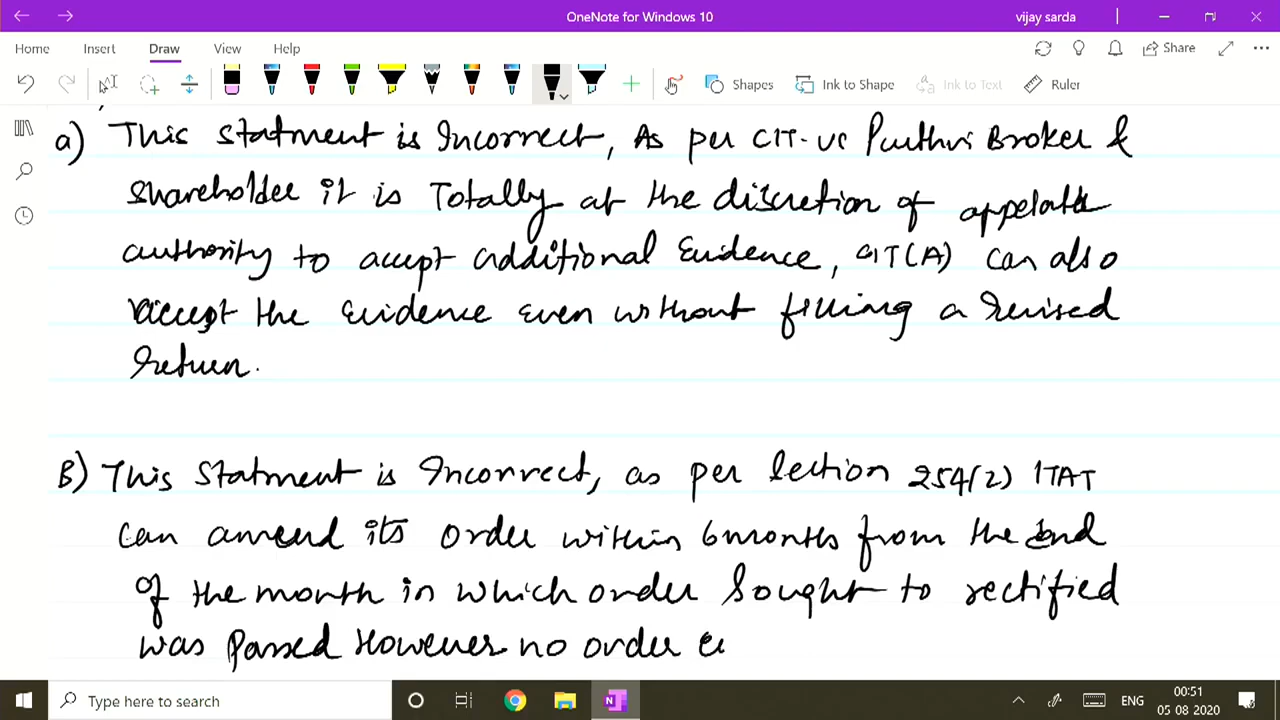 OneNote for Windows 10
vijay sarda
Home Insert Draw View Help
Share
Shapes Ink to Shape Ink to Text Ruler
a) This statment is Incorrect, As per CIT-vs Pruthvi Broker &
shareholder it is Totally at the discretion of appelate
authority to accept additional Evidence, CIT(A) can also
accept the Evidence even without filling a revised
return.
B) This Statment is Incorrect, as per Section 254(2) ITAT
can amend its order within 6 months from the end
of the month in which order sought to rectified
was passed However no order
Type here to search
ENG
00:51
05-08-2020